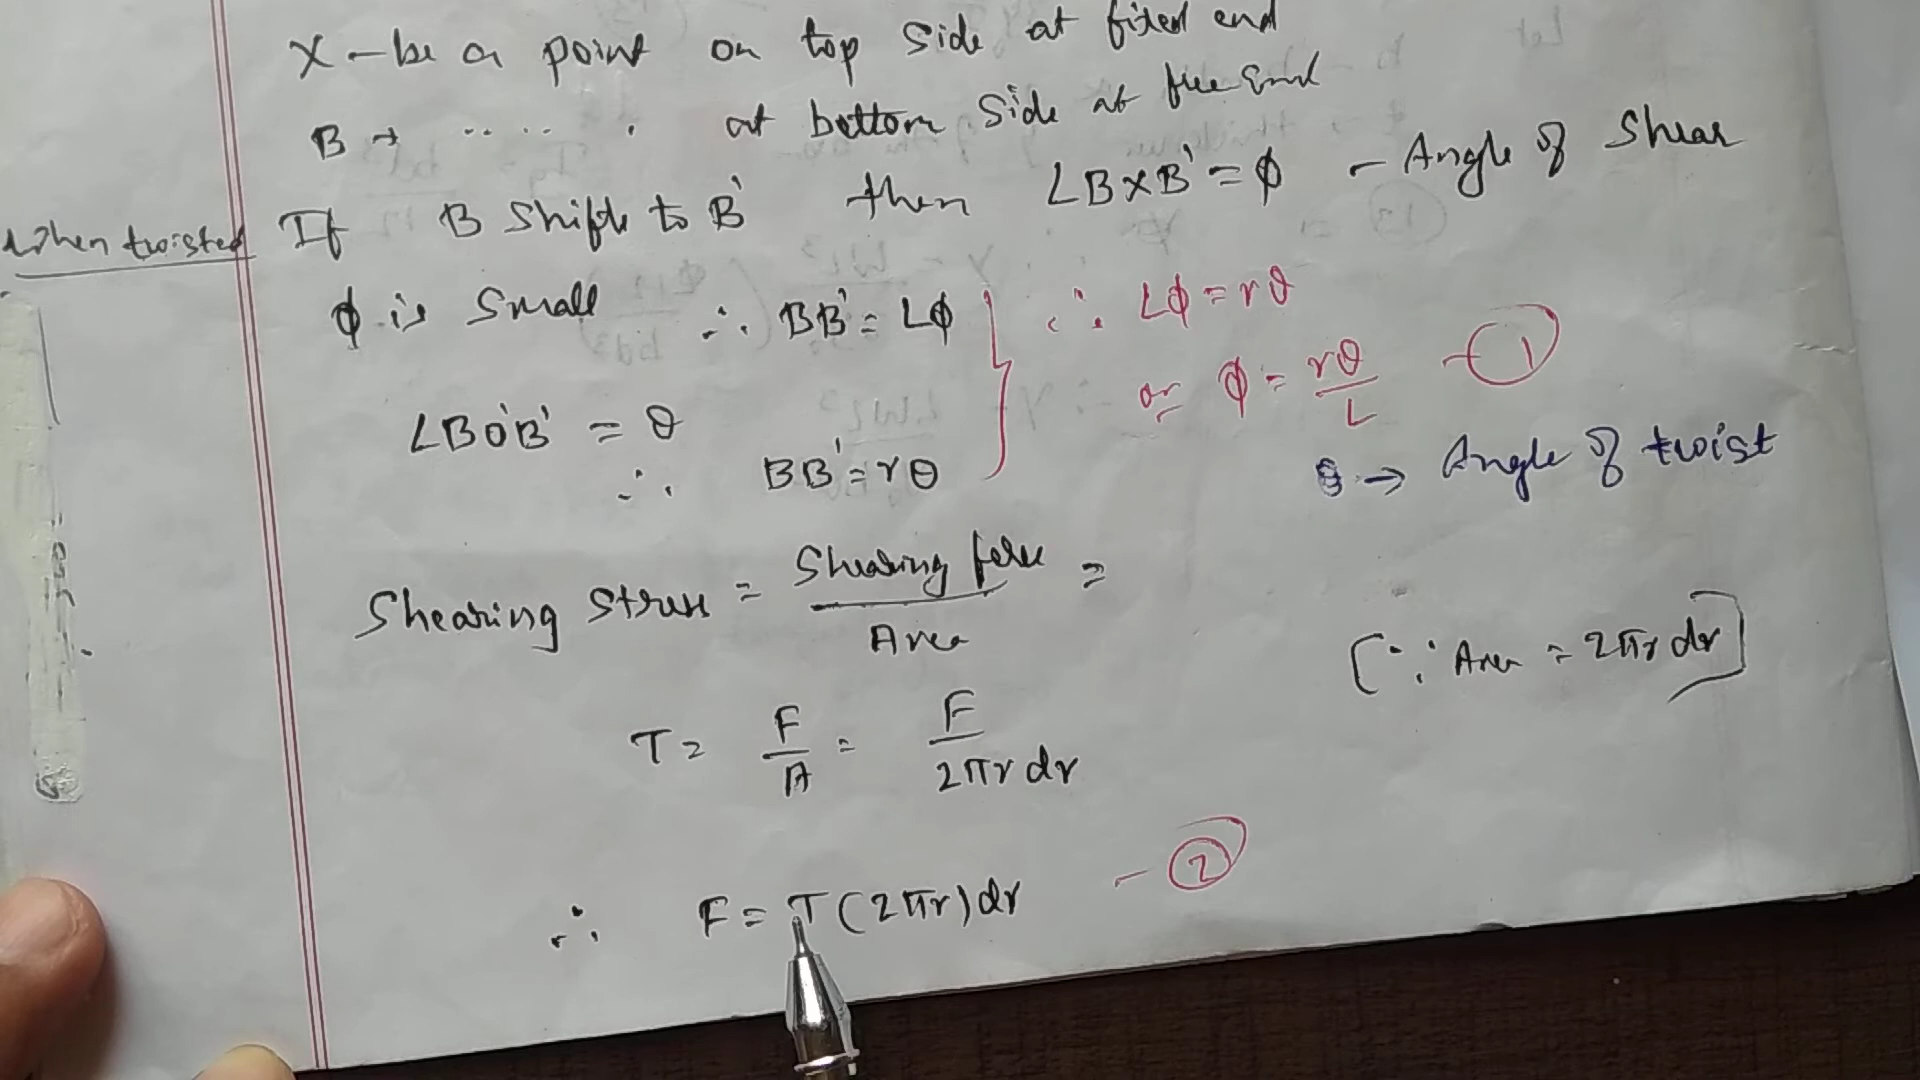 X - be a point on top side at fixed end
B → .. .. . at bottom side at free end
when twisted
If B shifts to B' then ∠BXB' = ϕ - Angle of Shear
ϕ is small ∴ BB' = Lϕ ∴ Lϕ = rθ
or ϕ = rθ/L - ①
∠BO'B' = θ
∴ BB' = rθ
θ → Angle of twist
Shearing stress = Shearing force / Area =
[∵ Area = 2πr dr]
T = F/A = F/2πr dr
∴ F = T(2πr)dr - ②